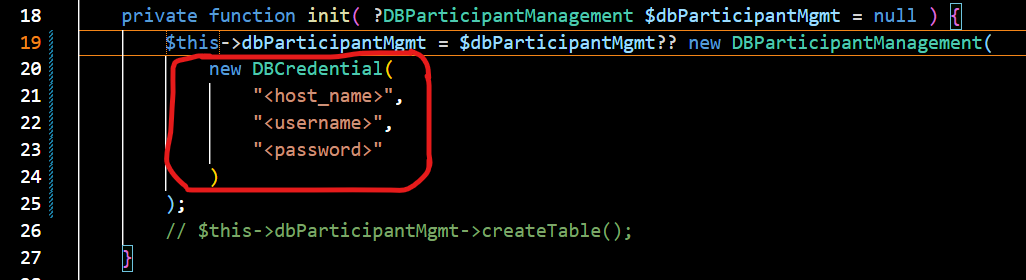 18 private function init( ?DBParticipantManagement $dbParticipantMgmt = null ) {
19 $this->dbParticipantMgmt = $dbParticipantMgmt?? new DBParticipantManagement(
20 new DBCredential(
21 "<host_name>",
22 "<username>",
23 "<password>"
24 )
25 );
26 // $this->dbParticipantMgmt->createTable();
27 }